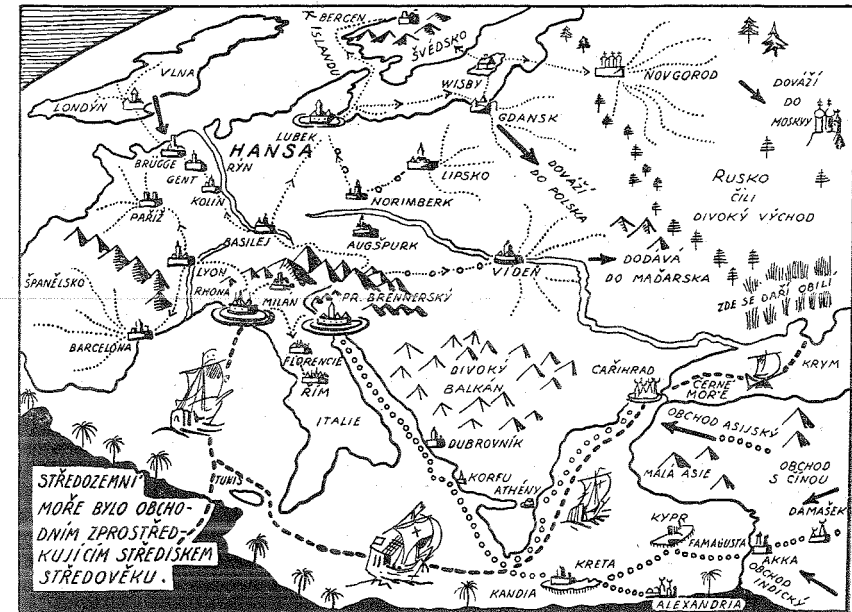 BERGEN
ISLANDU
ŠVÉDSKO
VLNA
LONDÝN
WISBY
NOVGOROD
DOVÁŽÍ
DO
MOSKVY
LUBEK
GDANSK
HANSA
BRÜGGE
GENT
RÝN
KOLÍN
LIPSKO
DOVÁŽÍ
DO POLSKA
NORIMBERK
RUSKO
ČILI
DIVOKÝ VÝCHOD
PAŘÍŽ
BASILEJ
AUGSPURK
VÍDEŇ
DODÁVÁ
DO MAĎARSKA
ŠPANĚLSKO
LYON
RHONA
MILAN
PR. BRENNERSKÝ
ZDE SE DAŘÍ OBILÍ
BARCELONA
FLORENCIE
ŘÍM
DIVOKÝ
BALKÁN
CAŘIHRAD
ČERNÉ
MOŘE
KRYM
ITALIE
DUBROVNÍK
OBCHOD ASIJSKÝ
MALÁ ASIE
OBCHOD
S ČÍNOU
KORFU
ATHÉNY
TUNIS
DAMAŠEK
STŘEDOZEMNÍ
MOŘE BYLO OBCHO-
DNÍM ZPROSTŘED-
KUJÍCÍM STŘEDISKEM
STŘEDOVĚKU.
KYPR
FAMAGUSTA
AKKA
KRETA
KANDIA
OBCHOD
INDICKÝ
ALEXANDRIA